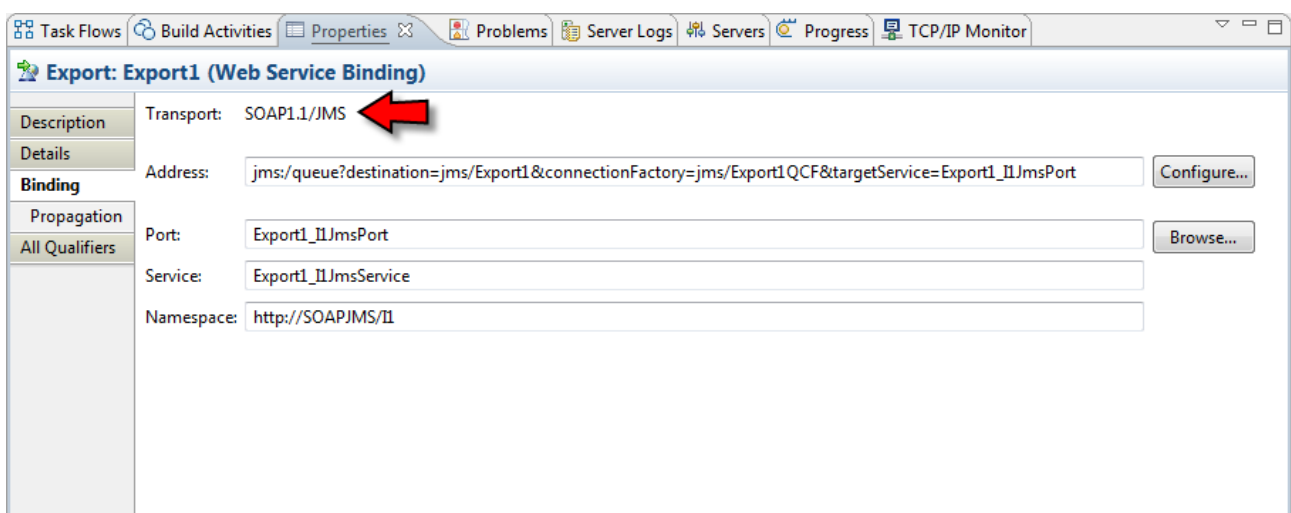 Task Flows Build Activities Properties Problems Server Logs Servers Progress TCP/IP Monitor
Export: Export1 (Web Service Binding)
Description
Details
Binding
Propagation
All Qualifiers
Transport: SOAP1.1/JMS
Address: jms:/queue?destination=jms/Export1&connectionFactory=jms/Export1QCF&targetService=Export1_I1JmsPort Configure...
Port: Export1_I1JmsPort Browse...
Service: Export1_I1JmsService
Namespace: http://SOAPJMS/I1